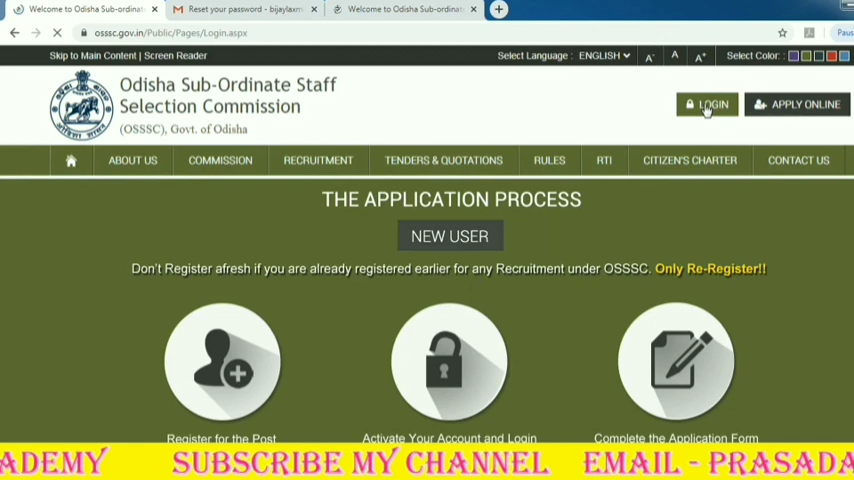 Welcome to Odisha Sub-ordinat
Reset your password - bijaylaxm
Welcome to Odisha Sub-ordinat
osssc.gov.in/Public/Pages/Login.aspx
Paus
Skip to Main Content | Screen Reader
Select Language : ENGLISH
A-
A
A+
Select Color :
Odisha Sub-Ordinate Staff
Selection Commission
(OSSSC), Govt. of Odisha
LOGIN
APPLY ONLINE
ABOUT US
COMMISSION
RECRUITMENT
TENDERS & QUOTATIONS
RULES
RTI
CITIZEN'S CHARTER
CONTACT US
THE APPLICATION PROCESS
NEW USER
Don't Register afresh if you are already registered earlier for any Recruitment under OSSSC. Only Re-Register!!
Register for the Post
Activate Your Account and Login
Complete the Application Form
ADEMY SUBSCRIBE MY CHANNEL EMAIL - PRASADA